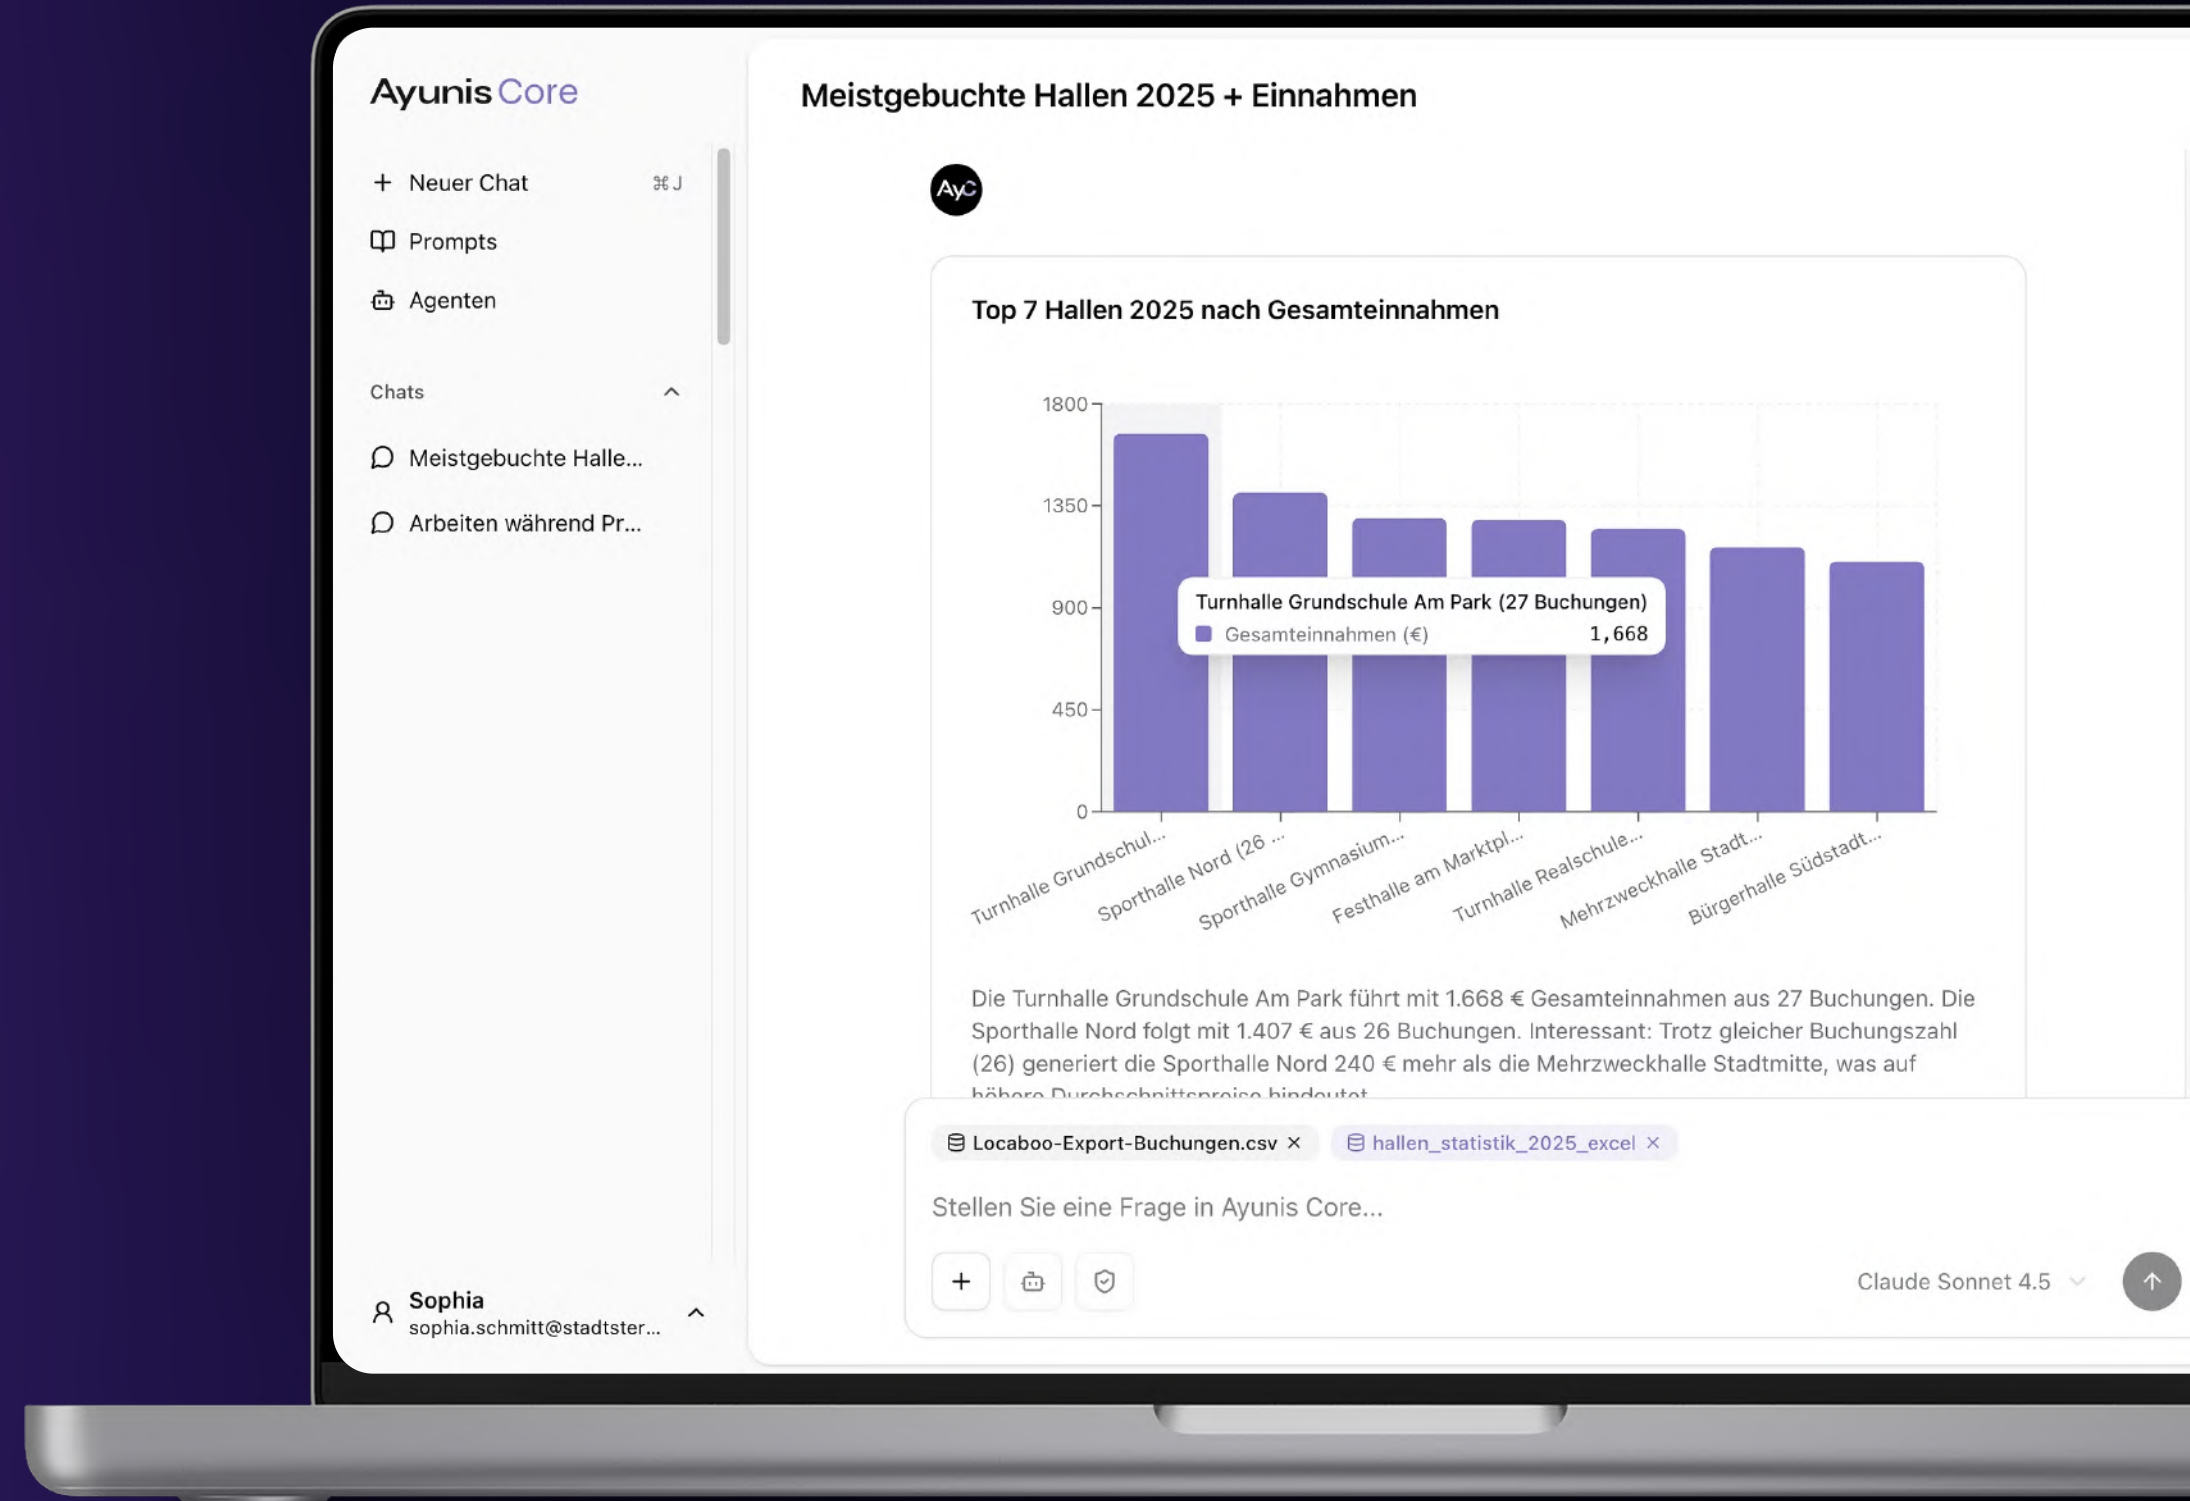 Ayunis Core
Neuer Chat ⌘ J
Prompts
Agenten
Chats
Meistgebuchte Halle...
Arbeiten während Pr...
Sophia
sophia.schmitt@stadtster...
Meistgebuchte Hallen 2025 + Einnahmen
AyC
Top 7 Hallen 2025 nach Gesamteinnahmen
1800
1350
900
450
0
Turnhalle Grundschule Am Park (27 Buchungen)
Gesamteinnahmen (€) 1,668
Turnhalle Grundschul...
Sporthalle Nord (26 ...
Sporthalle Gymnasium...
Festhalle am Marktpl...
Turnhalle Realschule...
Mehrzweckhalle Stadt...
Bürgerhalle Südstadt...
Die Turnhalle Grundschule Am Park führt mit 1.668 € Gesamteinnahmen aus 27 Buchungen. Die
Sporthalle Nord folgt mit 1.407 € aus 26 Buchungen. Interessant: Trotz gleicher Buchungszahl
(26) generiert die Sporthalle Nord 240 € mehr als die Mehrzweckhalle Stadtmitte, was auf
höhere Durchschnittspreise hindeutet.
Locaboo-Export-Buchungen.csv ×
hallen_statistik_2025_excel ×
Stellen Sie eine Frage in Ayunis Core...
Claude Sonnet 4.5